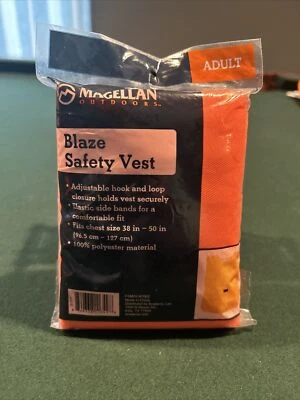 ADULT
MAGELLAN
OUTDOORS
Blaze
Safety Vest
• Adjustable hook and loop
closure holds vest securely
• Elastic side bands for a
comfortable fit
• Fits chest size 38 in – 50 in
(96.5 cm – 127 cm)
• 100% polyester material